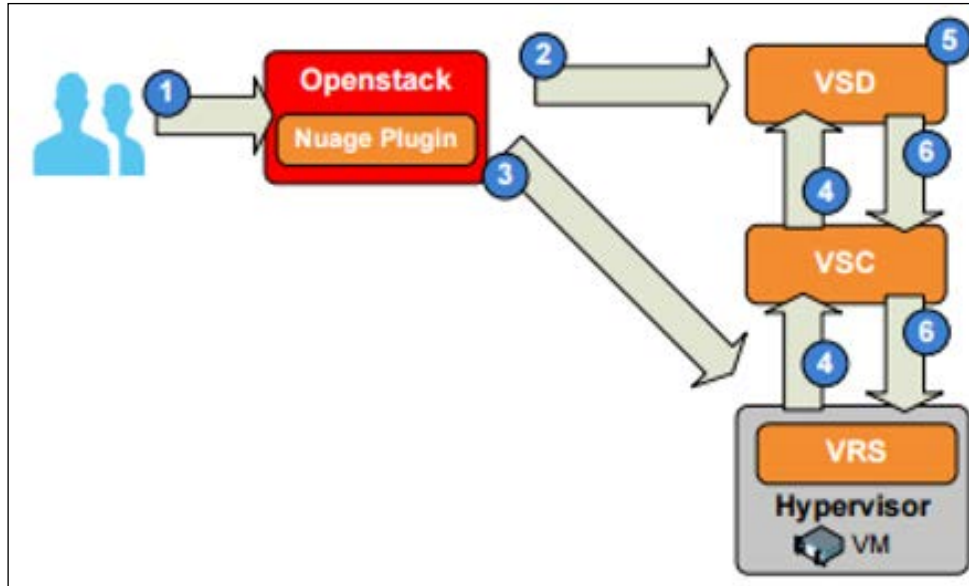 1
Openstack
Nuage Plugin
2
VSD
5
3
4
6
VSC
4
6
VRS
Hypervisor
VM